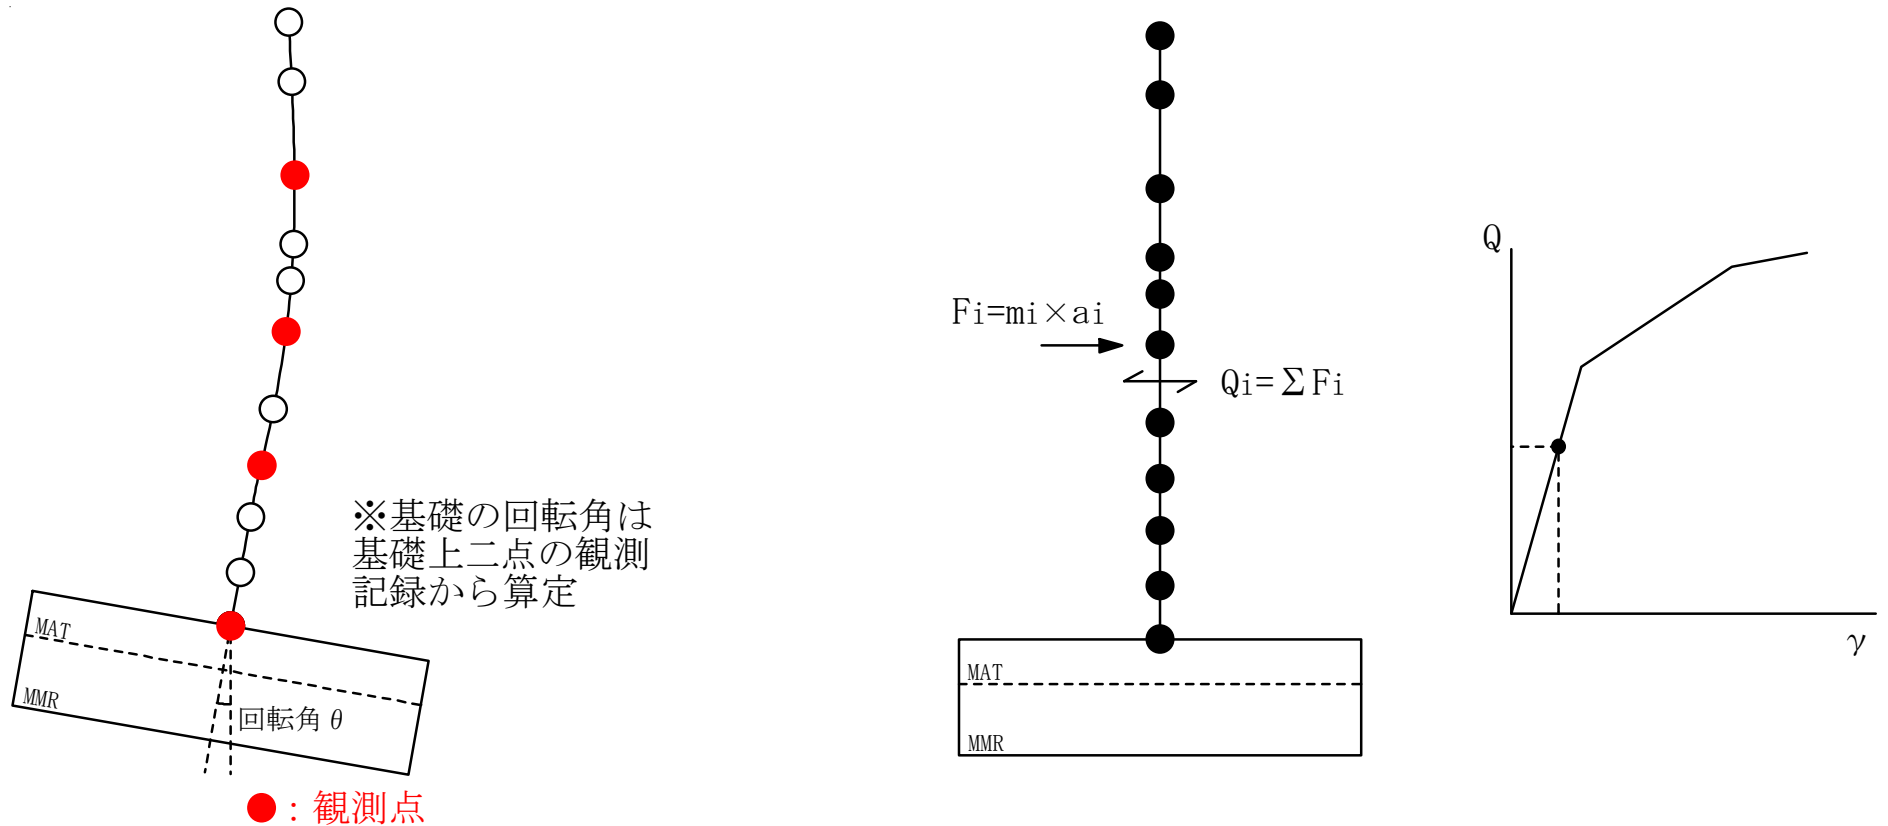 ※基礎の回転角は
基礎上二点の観測
記録から算定
MAT
MMR
回転角θ
：観測点
Fi=mi×ai
Qi=ΣFi
MAT
MMR
Q
γ